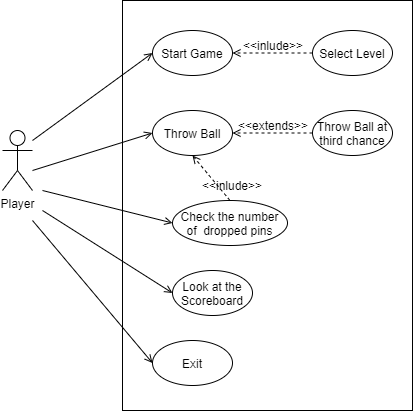 Start Game
<<inlude>>
Select Level
Throw Ball
<<extends>>
Throw Ball at
third chance
<<inlude>>
Player
Check the number
of dropped pins
Look at the
Scoreboard
Exit